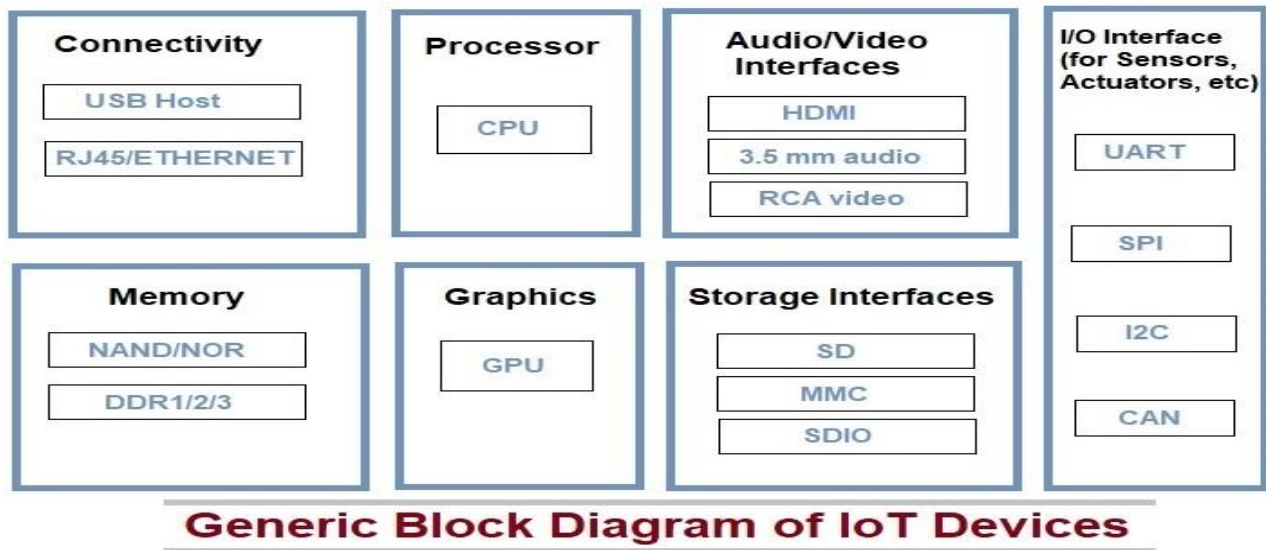 Connectivity
USB Host
RJ45/ETHERNET
Processor
CPU
Audio/Video
Interfaces
HDMI
3.5 mm audio
RCA video
I/O Interface
(for Sensors,
Actuators, etc)
UART
SPI
I2C
CAN
Memory
NAND/NOR
DDR1/2/3
Graphics
GPU
Storage Interfaces
SD
MMC
SDIO
Generic Block Diagram of IoT Devices